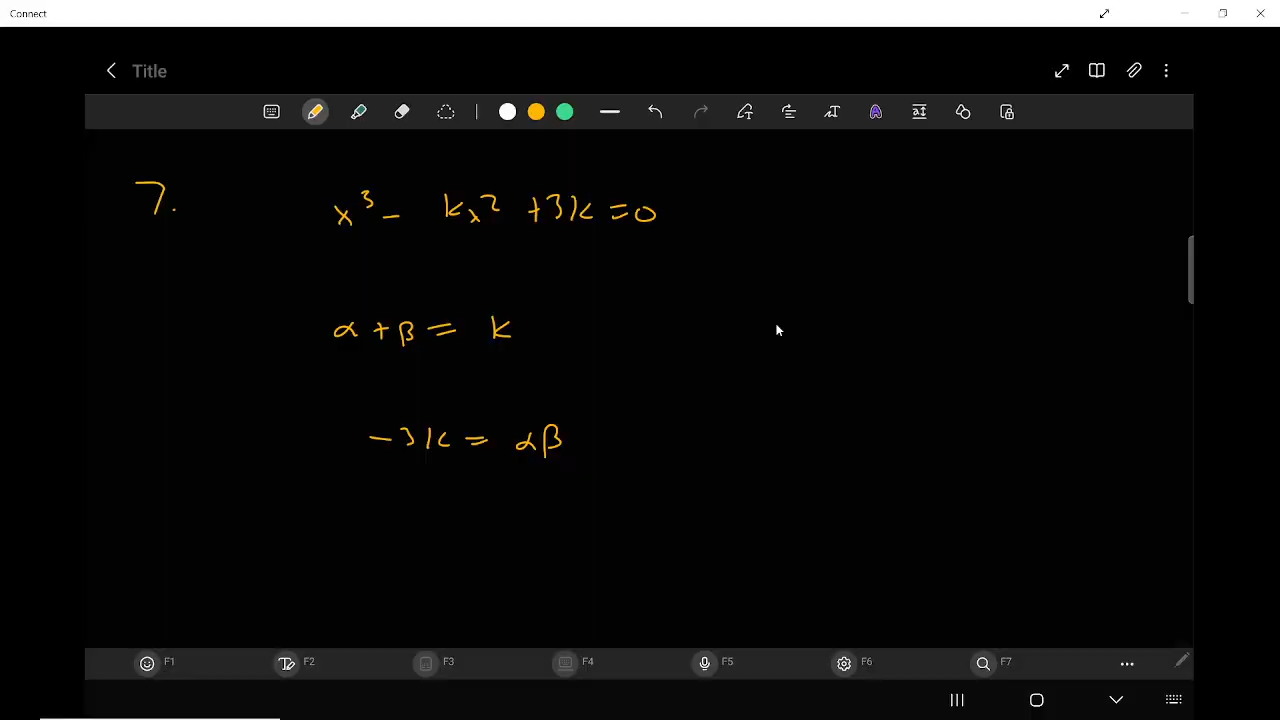 Connect
Title
7. x³ - kx² + 3k = 0
α + β = k
-3k = αβ
F1 F2 F3 F4 F5 F6 F7